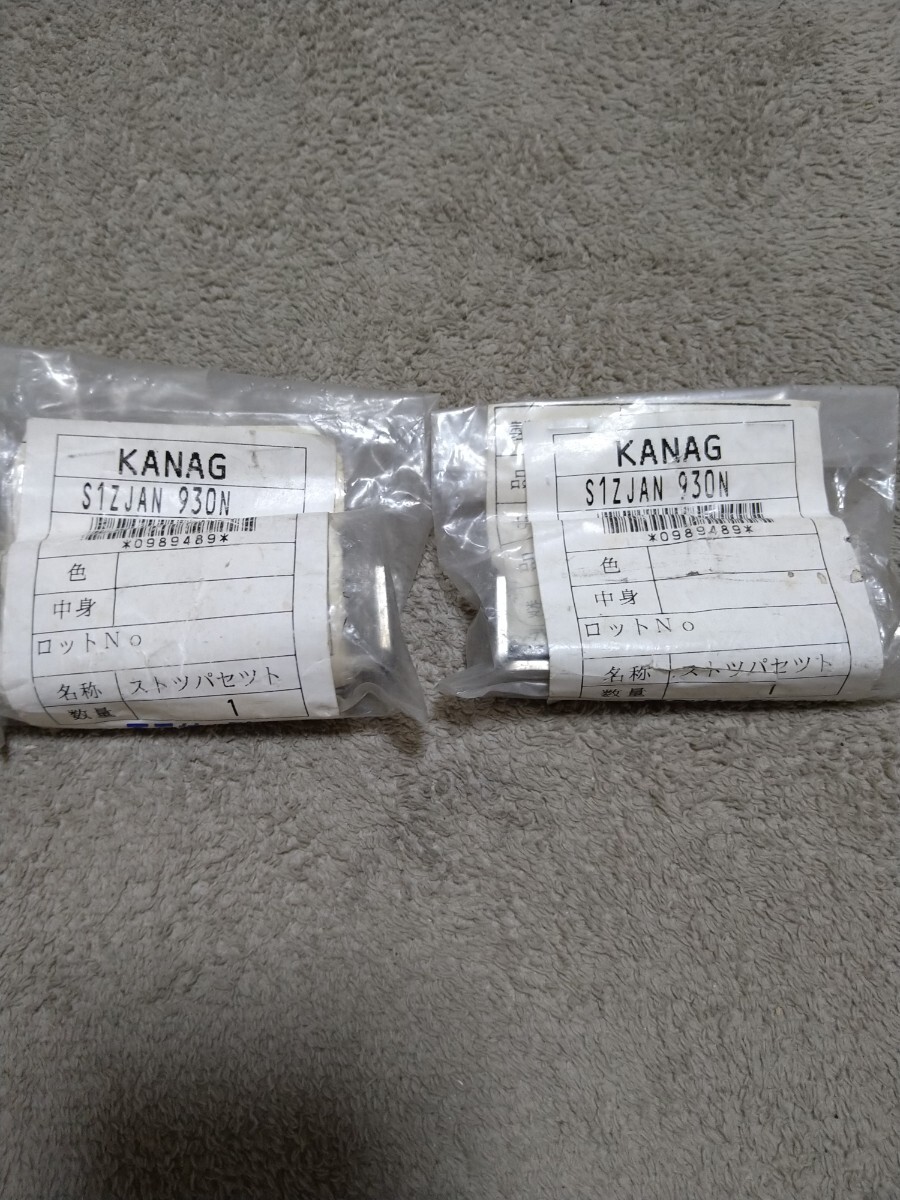 KANAG
S1ZJAN 930N
*0989489*
色
中身
ロットNo
名称 ストツパセツト
数量 1
品
KANAG
S1ZJAN 930N
*0989489*
色
中身
ロットNo
名称 ストツパセツト
数量 1